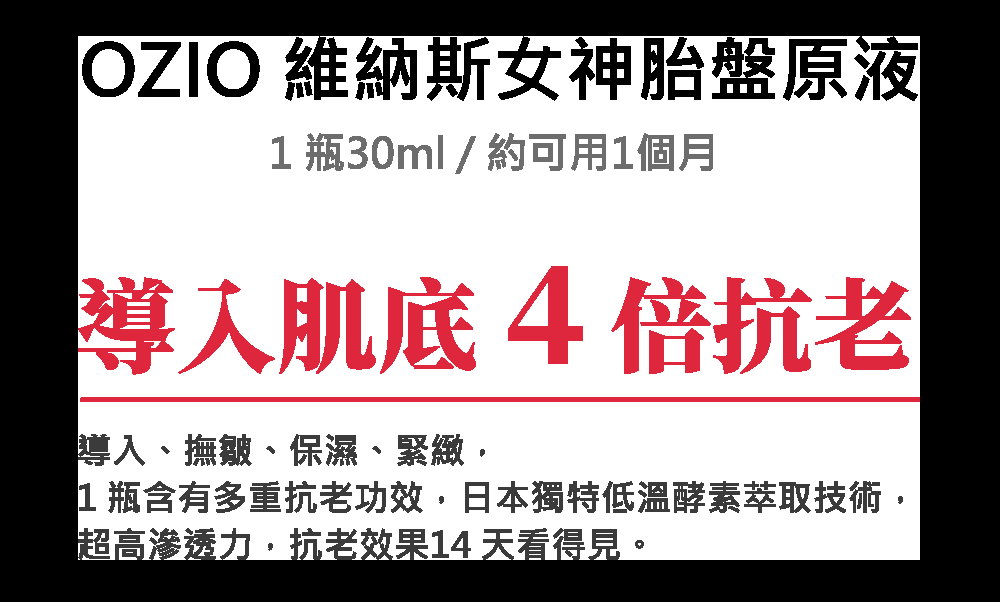 OZIO 維納斯女神胎盤原液
1 瓶30ml / 約可用1個月
導入肌底 4 倍抗老
導入、撫皺、保濕、緊緻，
1 瓶含有多重抗老功效，日本獨特低溫酵素萃取技術，
超高滲透力，抗老效果14 天看得見。